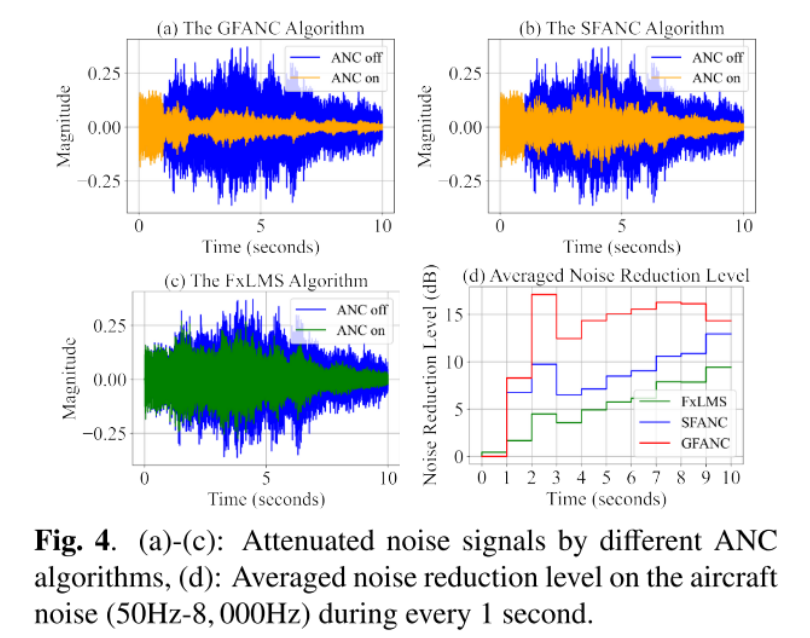 (a) The GFANC Algorithm
ANC off
ANC on
0.25
0.00
−0.25
Magnitude
0
5
10
Time (seconds)
(b) The SFANC Algorithm
ANC off
ANC on
0.25
0.00
−0.25
Magnitude
0
5
10
Time (seconds)
(c) The FxLMS Algorithm
ANC off
ANC on
0.25
0.00
−0.25
Magnitude
0
5
10
Time (seconds)
(d) Averaged Noise Reduction Level
Noise Reduction Level (dB)
15
10
5
0
FxLMS
SFANC
GFANC
0 1 2 3 4 5 6 7 8 9 10
Time (seconds)
Fig. 4. (a)-(c): Attenuated noise signals by different ANC
algorithms, (d): Averaged noise reduction level on the aircraft
noise (50Hz-8, 000Hz) during every 1 second.